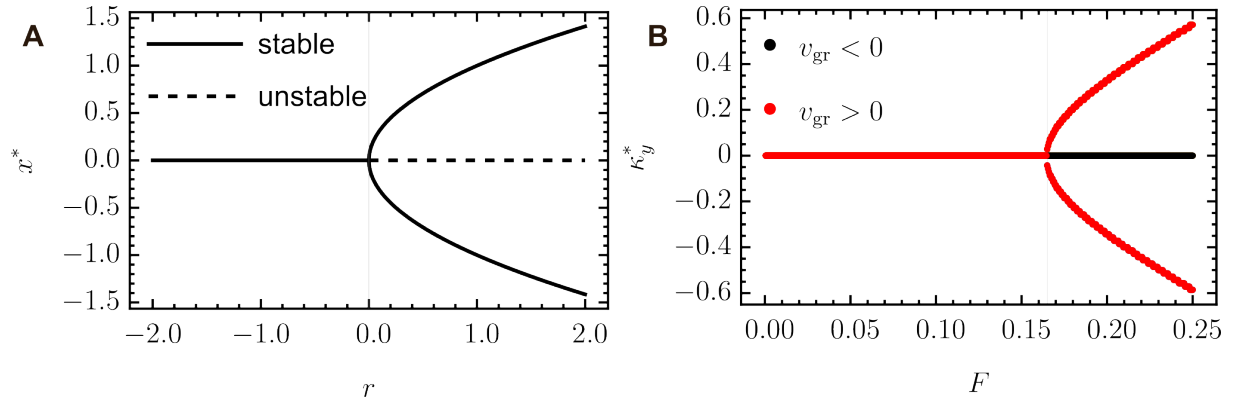 A
1.5
1.0
0.5
0.0
−0.5
−1.0
−1.5
x*
stable
unstable
−2.0 −1.0 0.0 1.0 2.0
r
B
0.6
0.4
0.2
0
−0.2
−0.4
−0.6
κ*y
v_gr < 0
v_gr > 0
0.00 0.05 0.10 0.15 0.20 0.25
F